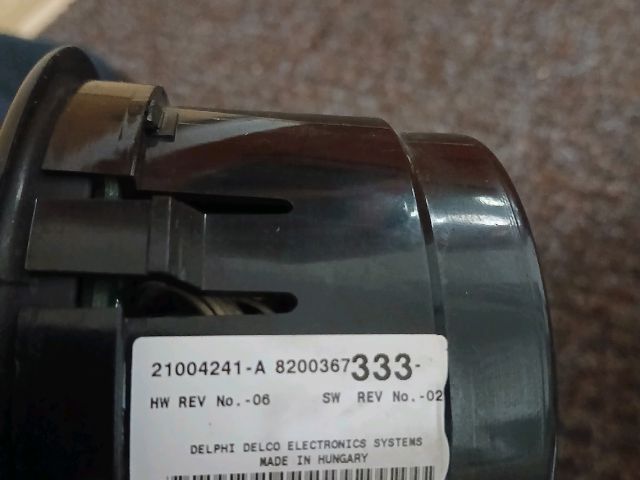 21004241-A 8200367333-
HW REV No.-06 SW REV No.-02
DELPHI DELCO ELECTRONICS SYSTEMS
MADE IN HUNGARY